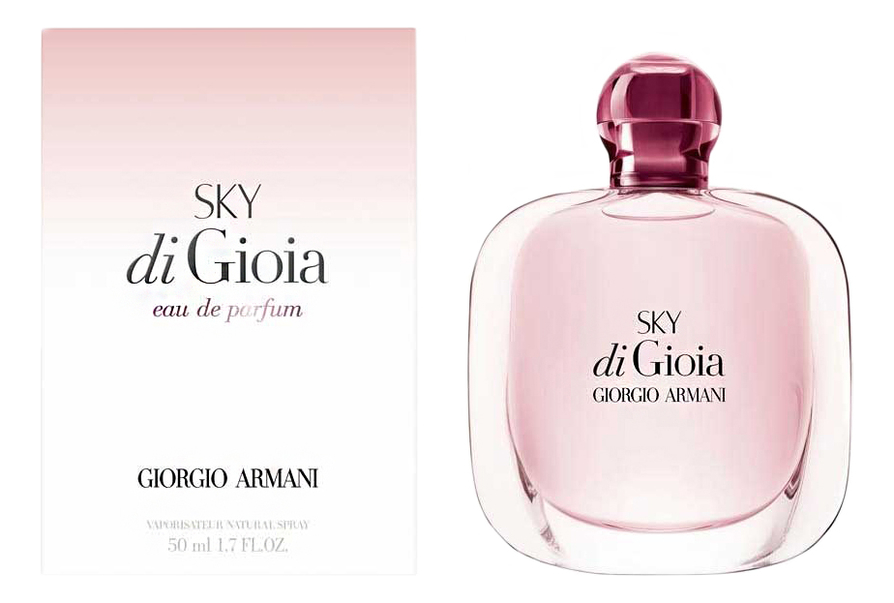 SKY
di Gioia
eau de parfum
GIORGIO ARMANI
VAPORISATEUR NATURAL SPRAY
50 ml 1.7 FL.OZ.
SKY
di Gioia
GIORGIO ARMANI